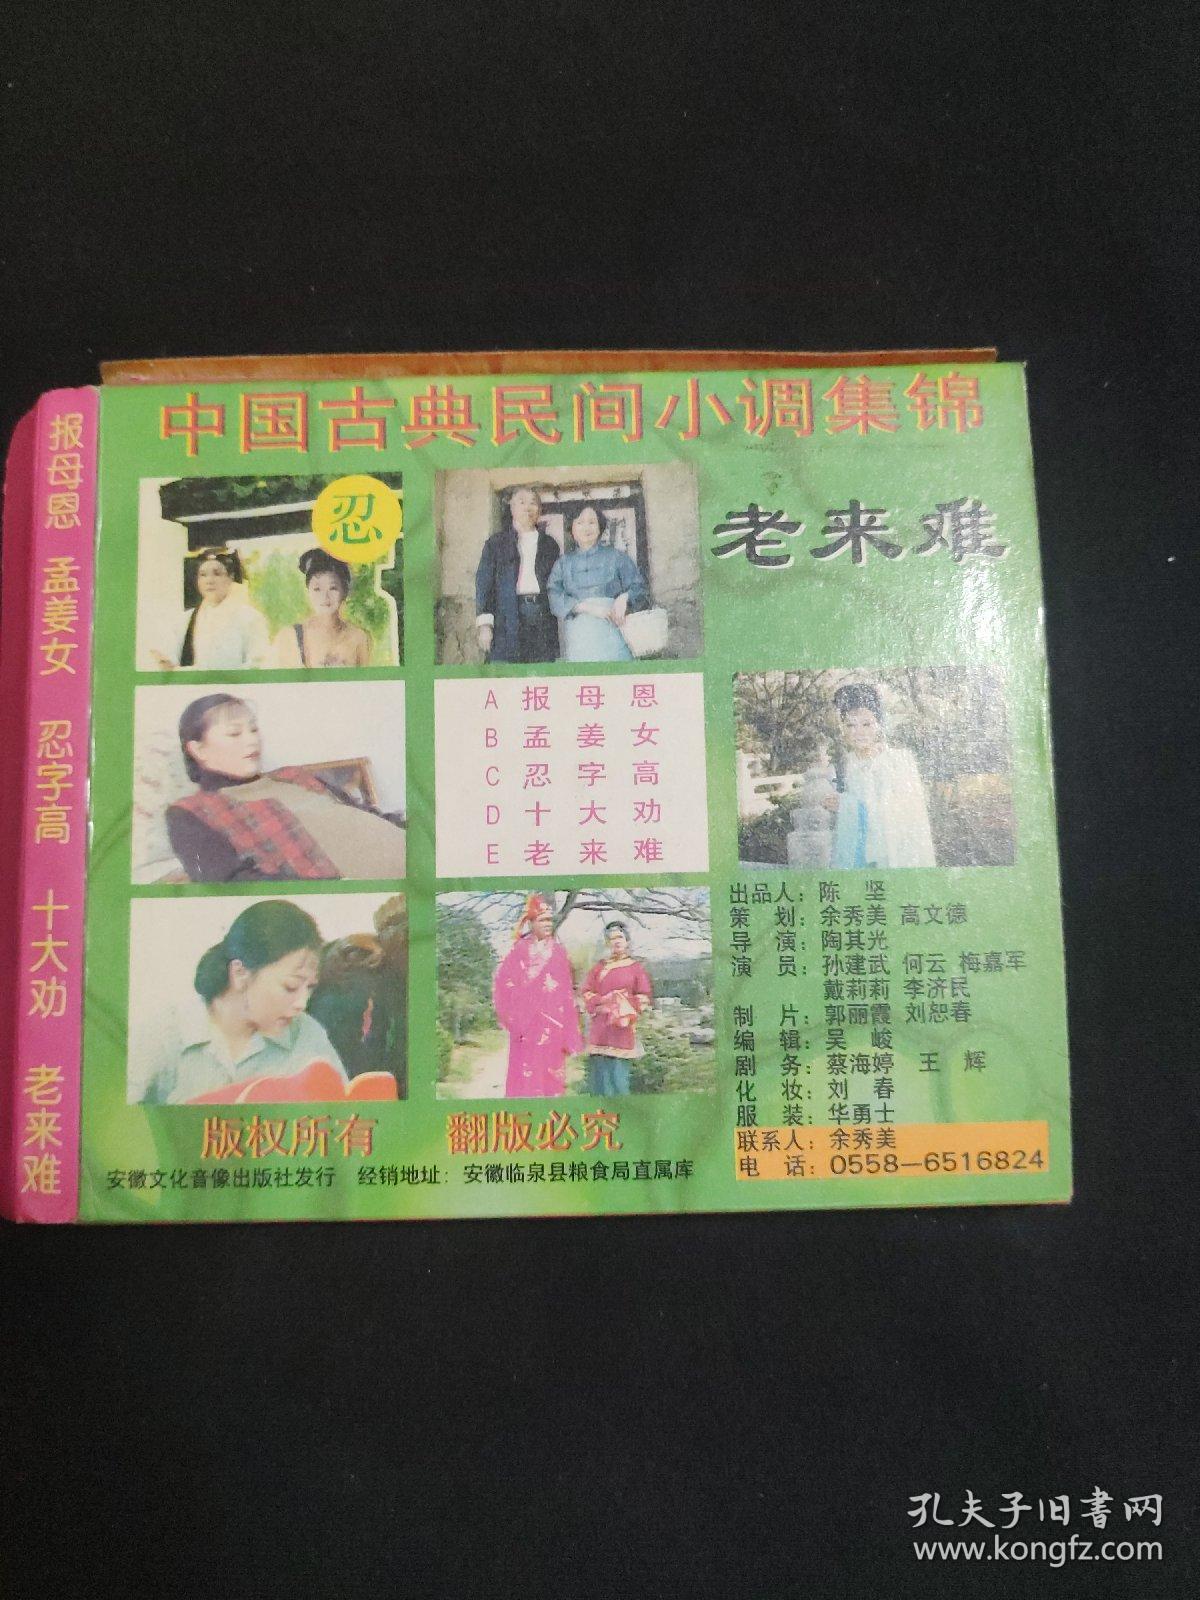 中国古典民间小调集锦
报母恩 孟姜女 忍字高 十大劝 老来难
忍
老来难
A 报母恩
B 孟姜女
C 忍字高
D 十大劝
E 老来难
出品人：陈 坚
策 划：余秀美 高文德
导 演：陶其光
演 员：孙建武 何云 梅嘉军
戴莉莉 李济民
制 片：郭丽霞 刘恕春
编 辑：吴 峻
剧 务：蔡海婷 王 辉
化 妆：刘 春
服 装：华勇士
联系人：余秀美
电 话：0558-6516824
版权所有 翻版必究
安徽文化音像出版社发行 经销地址：安徽临泉县粮食局直属库
孔夫子旧书网
www.kongfz.com